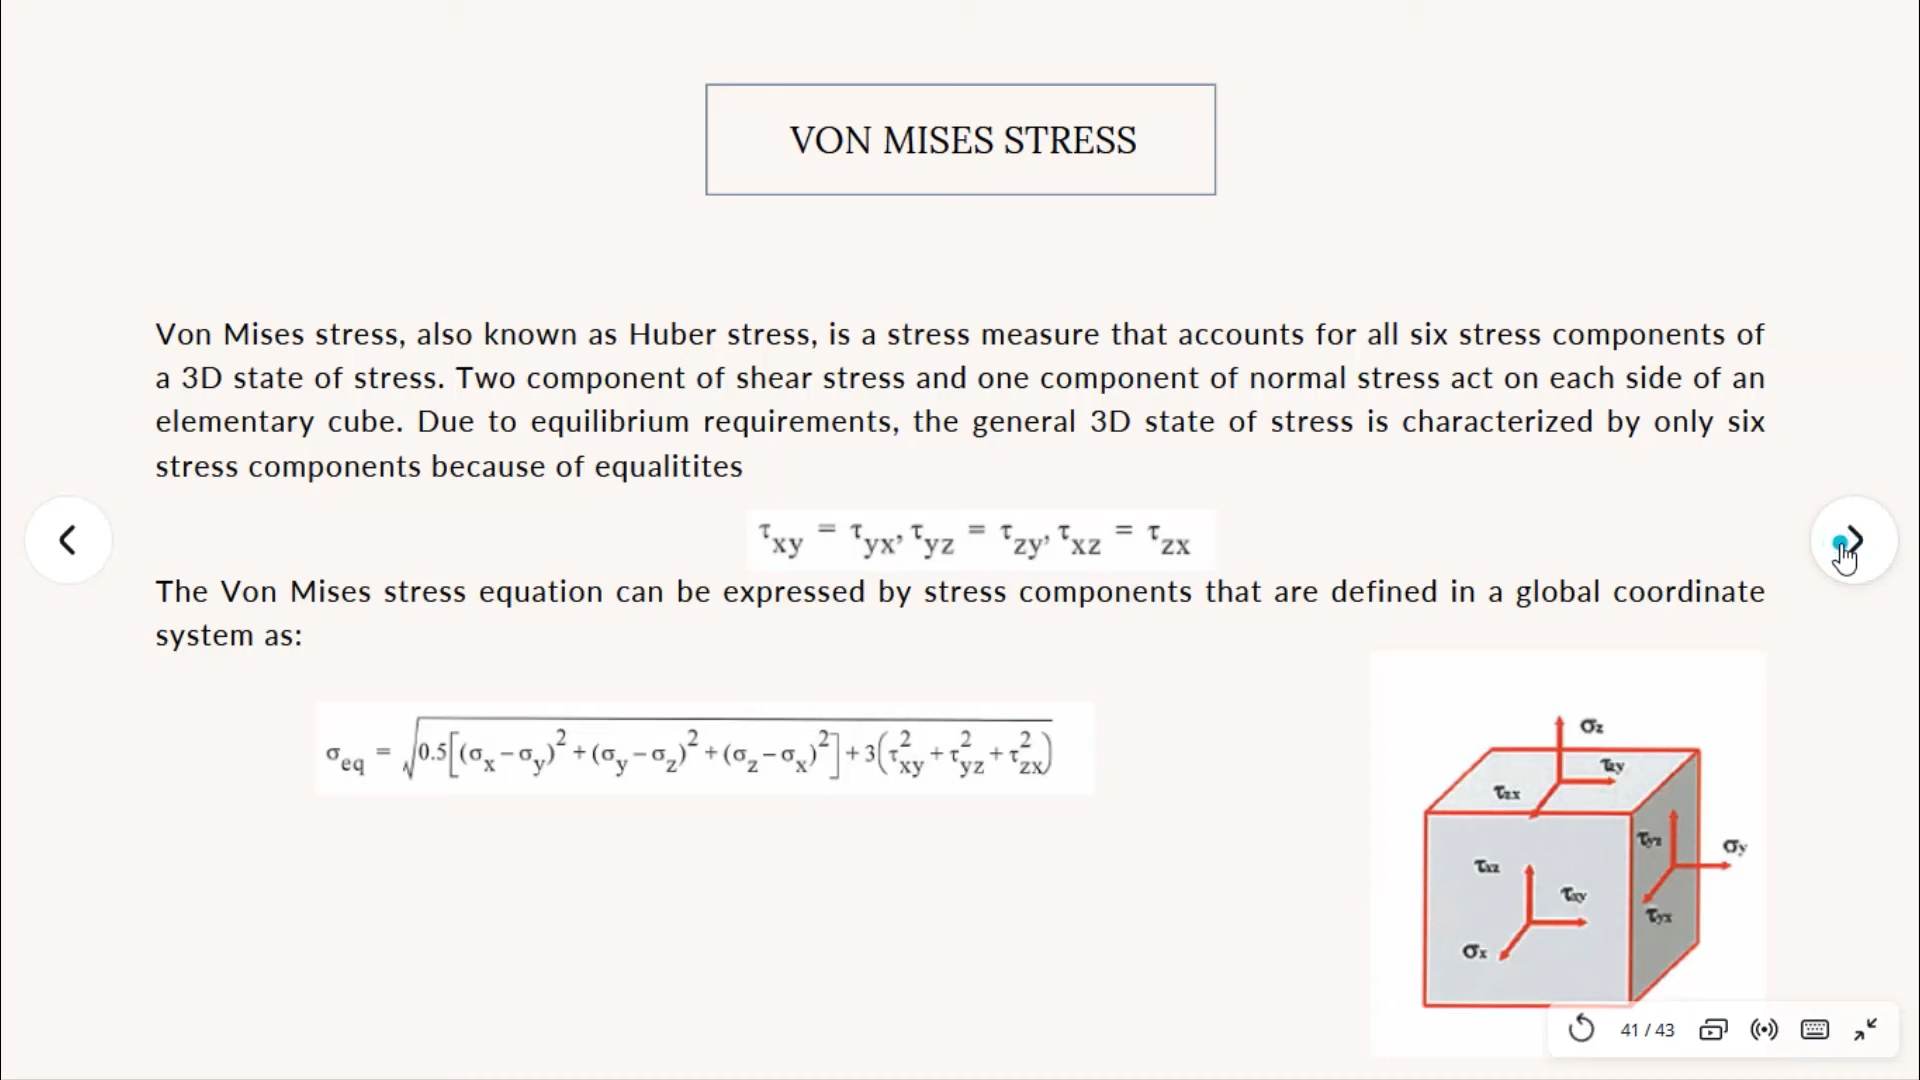 VON MISES STRESS
Von Mises stress, also known as Huber stress, is a stress measure that accounts for all six stress components of
a 3D state of stress. Two component of shear stress and one component of normal stress act on each side of an
elementary cube. Due to equilibrium requirements, the general 3D state of stress is characterized by only six
stress components because of equalitites
τxy = τyx, τyz = τzy, τxz = τzx
The Von Mises stress equation can be expressed by stress components that are defined in a global coordinate
system as:
σeq = √0.5[(σx−σy)²+(σy−σz)²+(σz−σx)²]+3(τ²xy+τ²yz+τ²zx)
σz
τzy
τzx
τyz
σy
τxz
τxy
τyx
σx
41 / 43